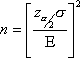 n = [ z_{α/2} σ / E ]^2